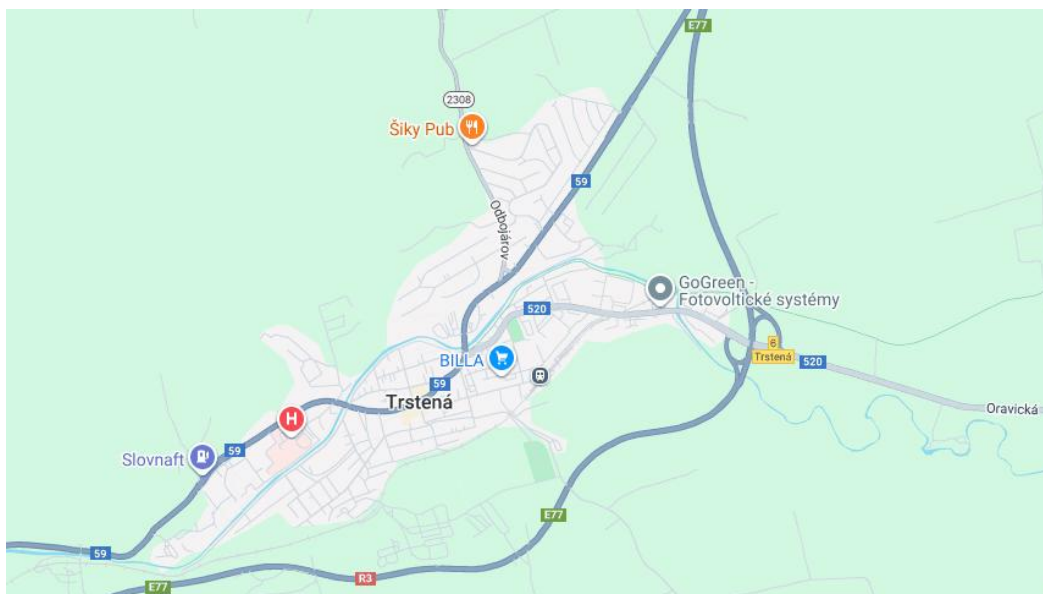 E77
E77
2308
Šiky Pub
59
Odbojárov
GoGreen -
Fotovoltické systémy
520
6
Trstená
520
BILLA
59
Trstená
Oravická
H
59
Slovnaft
E77
59
R3
E77